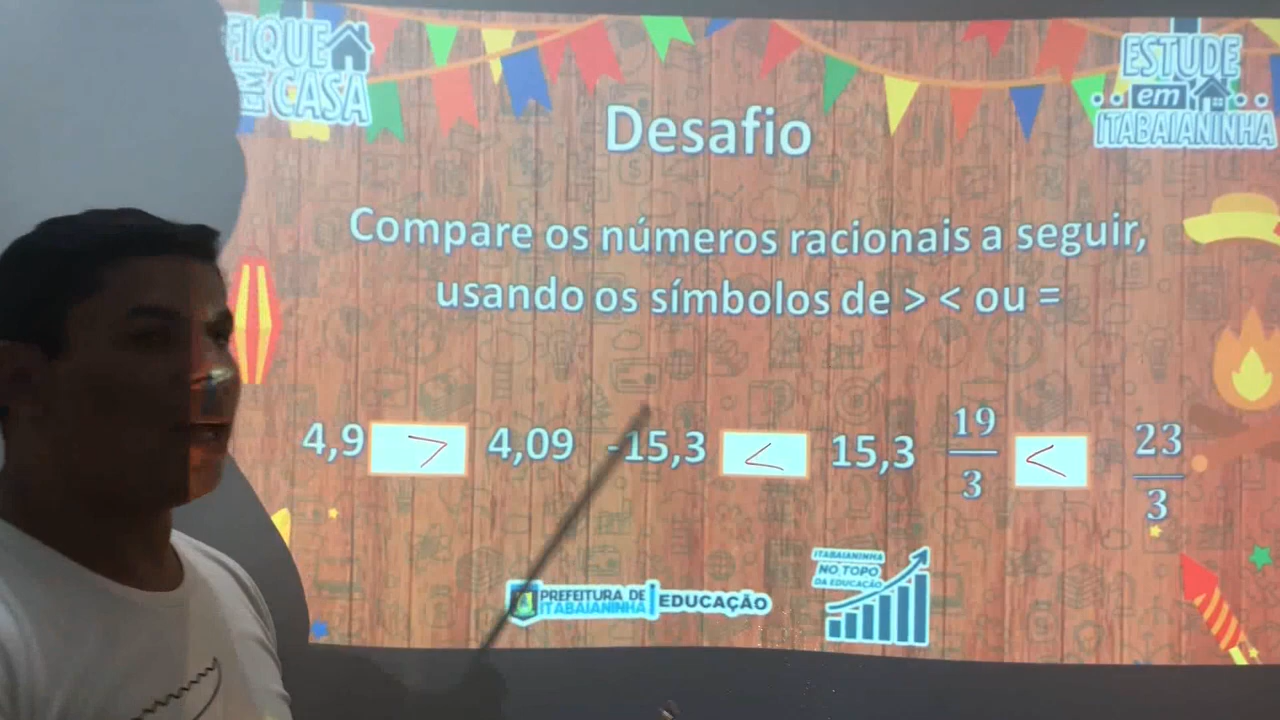 FIQUE
EM
CASA
ESTUDE
em
ITABAIANINHA
Desafio
Compare os números racionais a seguir,
usando os símbolos de > < ou =
4,9 > 4,09 -15,3 < 15,3 19/3 < 23/3
PREFEITURA DE
ITABAIANINHA
EDUCAÇÃO
ITABAIANINHA
NO TOPO
DA EDUCAÇÃO